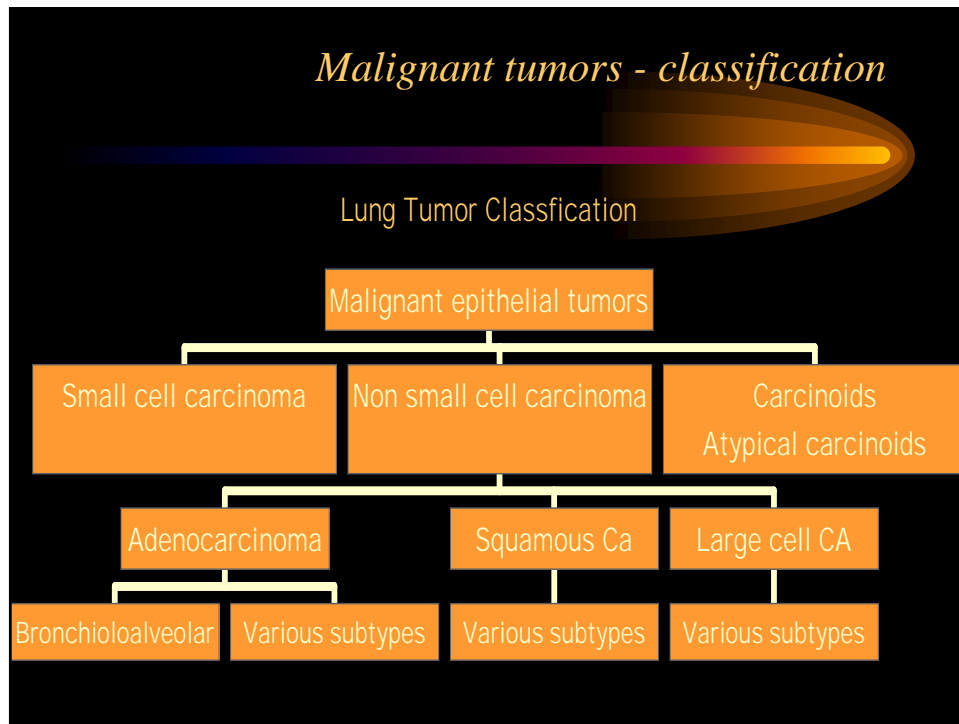 Malignant tumors - classification
Lung Tumor Classfication
Malignant epithelial tumors
Small cell carcinoma
Non small cell carcinoma
Carcinoids
Atypical carcinoids
Adenocarcinoma
Squamous Ca
Large cell CA
Bronchioloalveolar
Various subtypes
Various subtypes
Various subtypes